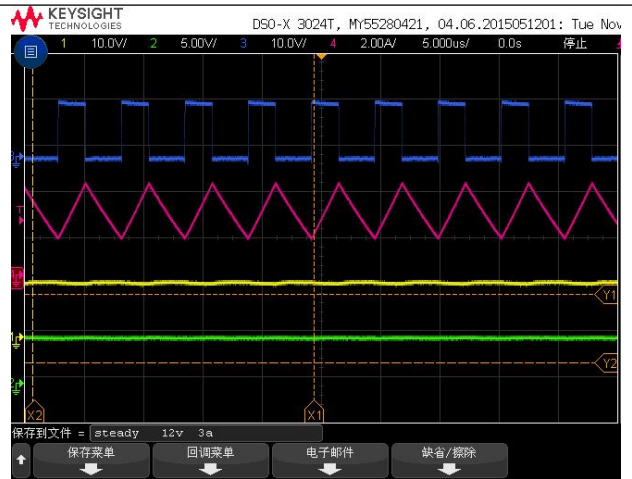 KEYSIGHT
TECHNOLOGIES
DSO-X 3024T, MY55280421, 04.06.2015051201: Tue Nov
1 10.0V/ 2 5.00V/ 3 10.0V/ 4 2.00A/ 5.000us/ 0.0s 停止
T
Y1
Y2
X2 X1
保存到文件 = steady 12v 3a
保存菜单 回调菜单 电子邮件 缺省/擦除